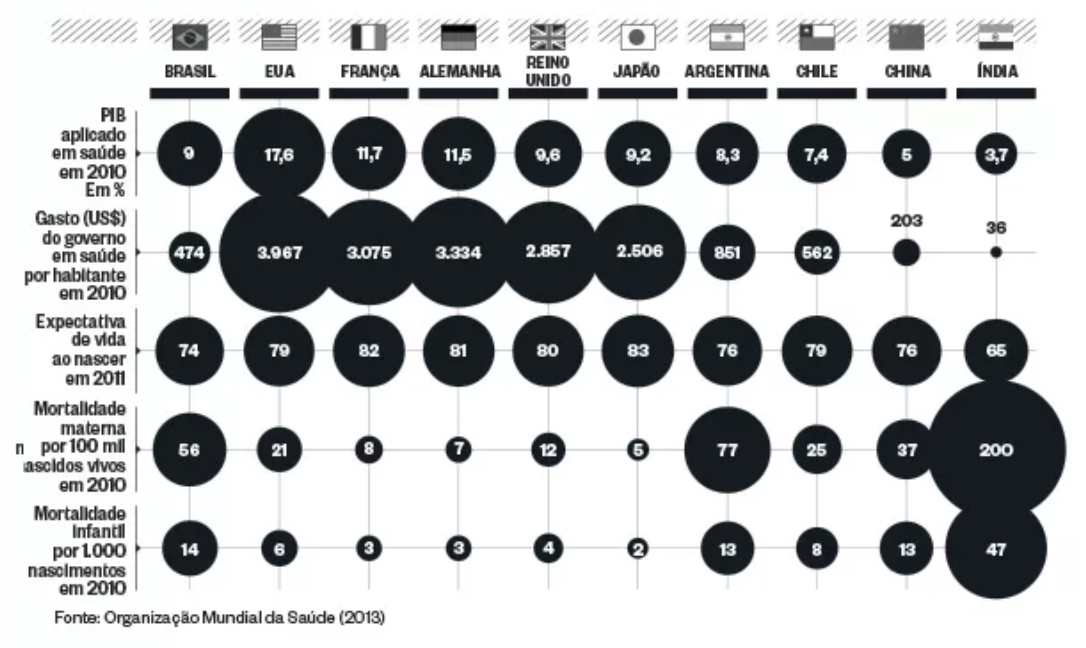 BRASIL EUA FRANÇA ALEMANHA REINO UNIDO JAPÃO ARGENTINA CHILE CHINA ÍNDIA
PIB
aplicado
em saúde
em 2010
Em %
9 17,6 11,7 11,5 9,6 9,2 8,3 7,4 5 3,7
Gasto (US$)
do governo
em saúde
por habitante
em 2010
474 3.967 3.075 3.334 2.857 2.506 851 562 203 36
Expectativa
de vida
ao nascer
em 2011
74 79 82 81 80 83 76 79 76 65
Mortalidade
materna
n por 100 mil
ascidos vivos
em 2010
56 21 8 7 12 5 77 25 37 200
Mortalidade
infantil
por 1.000
nascimentos
em 2010
14 6 3 3 4 2 13 8 13 47
Fonte: Organização Mundial da Saúde (2013)